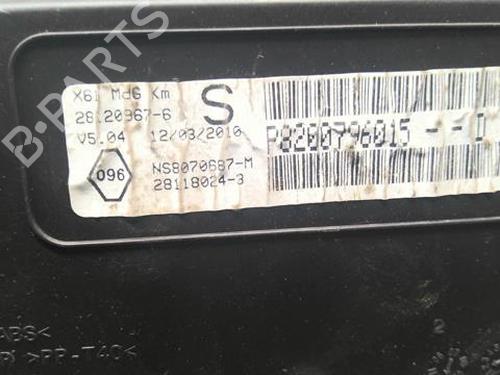 B-PARTS
X61 MdG Km
28120967-6
V5.04 12/03/2010
S
P8200796015--D
096
NS8070687-M
28118024-3
ABS<
>PP-T40<
2